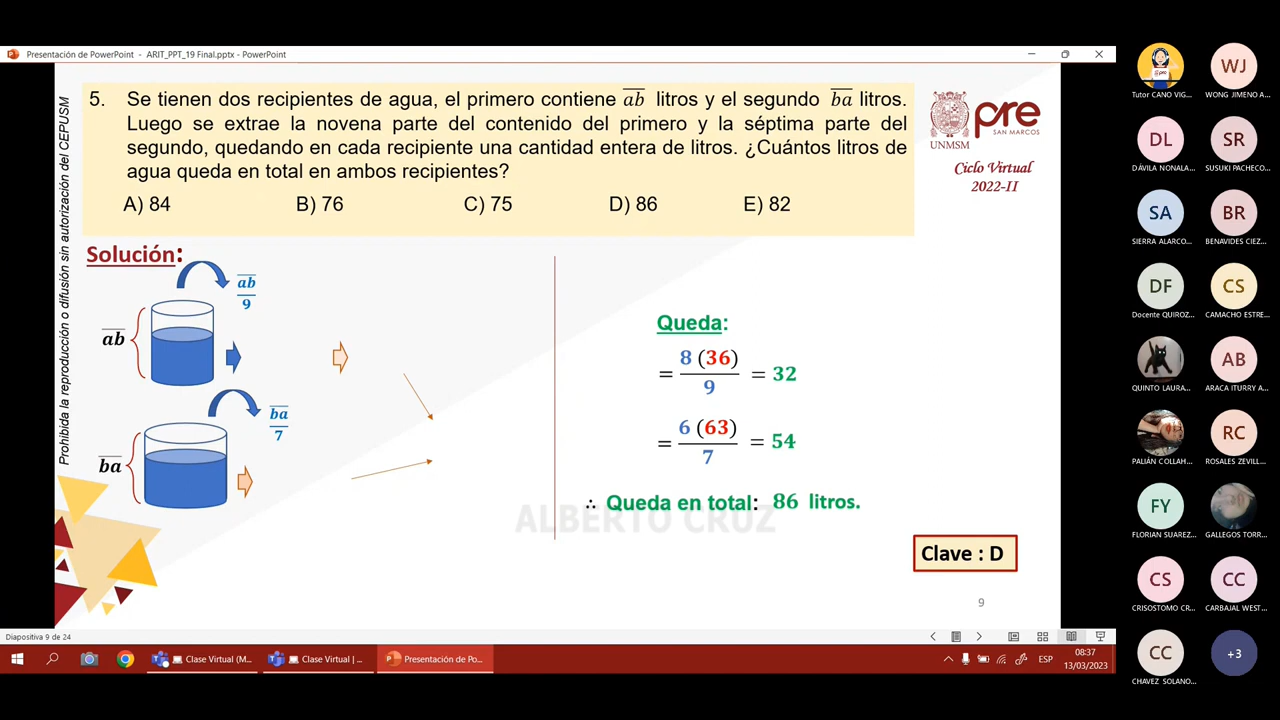 Presentación de PowerPoint - ARIT_PPT_19 Final.pptx - PowerPoint
5. Se tienen dos recipientes de agua, el primero contiene a̅b̅ litros y el segundo b̅a̅ litros.
Luego se extrae la novena parte del contenido del primero y la séptima parte del
segundo, quedando en cada recipiente una cantidad entera de litros. ¿Cuántos litros de
agua queda en total en ambos recipientes?
A) 84 B) 76 C) 75 D) 86 E) 82
UNMSM
pre
SAN MARCOS
Ciclo Virtual
2022-II
Prohibida la reproducción o difusión sin autorización del CEPUSM
Solución:
a̅b̅
9
a̅b̅
b̅a̅
7
b̅a̅
Queda:
= 8 (36) / 9 = 32
= 6 (63) / 7 = 54
∴ Queda en total: 86 litros.
ALBERTO CRUZ
Clave : D
9
Diapositiva 9 de 24
Clase Virtual (M...
Clase Virtual | ...
Presentación de Po...
ESP
08:37
13/03/2023
Tutor CANO VIG...
WJ
WONG JIMENO A...
DL
DÁVILA NONALA...
SR
SUSUKI PACHECO...
SA
SIERRA ALARCO...
BR
BENAVIDES CIEZ...
DF
Docente QUIROZ...
CS
CAMACHO ESTRE...
QUINTO LAURA...
AB
ARACA ITURRY A...
PALIÁN COLLAH...
RC
ROSALES ZEVILL...
FY
FLORIAN SUAREZ...
GALLEGOS TORR...
CS
CRISOSTOMO CR...
CC
CARBAJAL WEST...
CC
CHAVEZ SOLANO...
+3